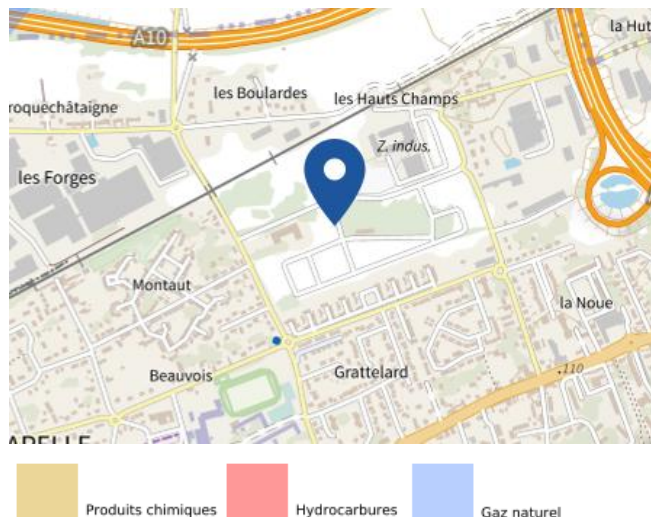 A10
la Hut
les Boulardes
les Hauts Champs
roquechâtaigne
Z. indus.
les Forges
Montaut
la Noue
Beauvois
Grattelard
.110
APELLE
Produits chimiques
Hydrocarbures
Gaz naturel